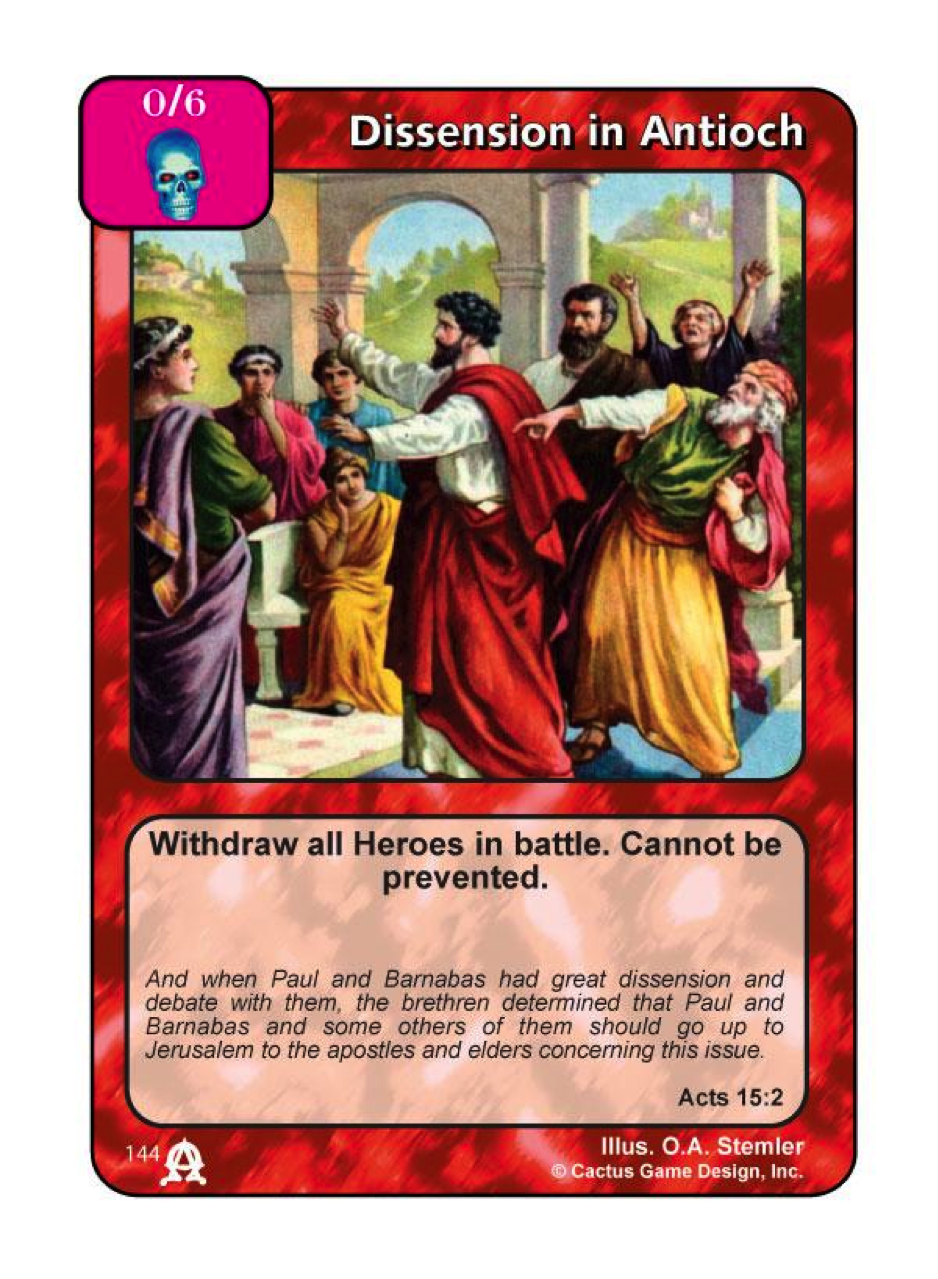 0/6
Dissension in Antioch
Withdraw all Heroes in battle. Cannot be
prevented.
And when Paul and Barnabas had great dissension and
debate with them, the brethren determined that Paul and
Barnabas and some others of them should go up to
Jerusalem to the apostles and elders concerning this issue.
Acts 15:2
144
Illus. O.A. Stemler
© Cactus Game Design, Inc.